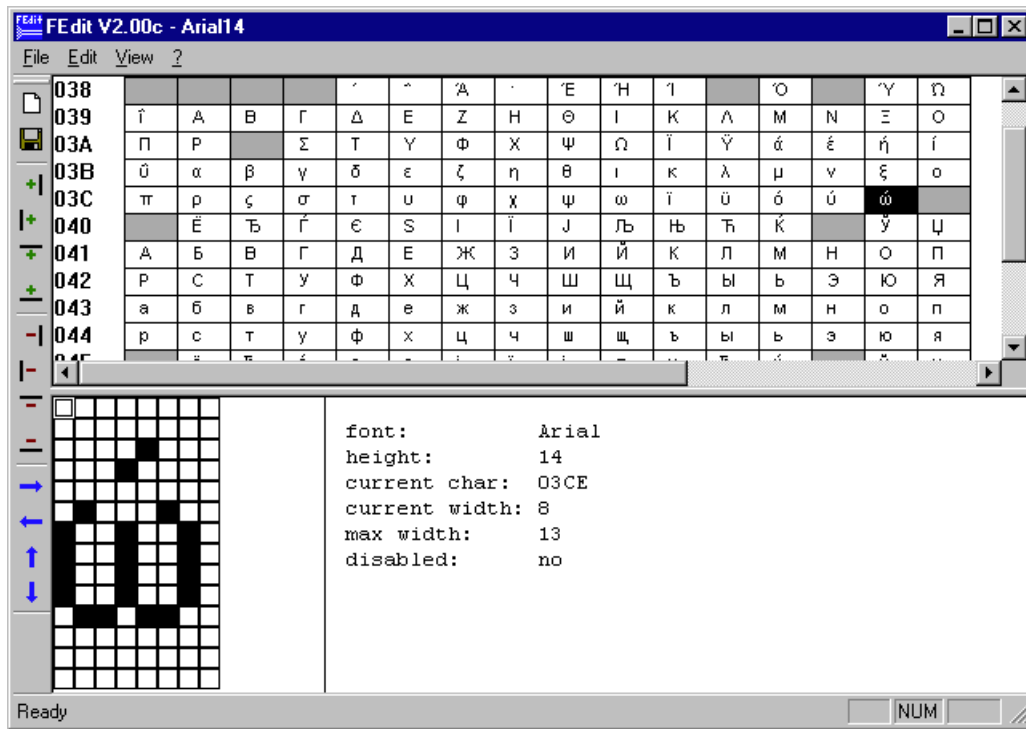 FEdit V2.00c - Arial14
File Edit View ?
038 ΄ ΅ Ά · Έ Ή Ί Ό Ύ Ώ
039 ΐ Α Β Γ Δ Ε Ζ Η Θ Ι Κ Λ Μ Ν Ξ Ο
03A Π Ρ Σ Τ Υ Φ Χ Ψ Ω Ϊ Ϋ ά έ ή ί
03B ΰ α β γ δ ε ζ η θ ι κ λ μ ν ξ ο
03C π ρ ς σ τ υ φ χ ψ ω ϊ ϋ ό ύ ώ
040 Ё Ђ Ѓ Є Ѕ І Ї Ј Љ Њ Ћ Ќ Ў Џ
041 А Б В Г Д Е Ж З И Й К Л М Н О П
042 Р С Т У Ф Х Ц Ч Ш Щ Ъ Ы Ь Э Ю Я
043 а б в г д е ж з и й к л м н о п
044 р с т у ф х ц ч ш щ ъ ы ь э ю я
font: Arial
height: 14
current char: 03CE
current width: 8
max width: 13
disabled: no
Ready NUM